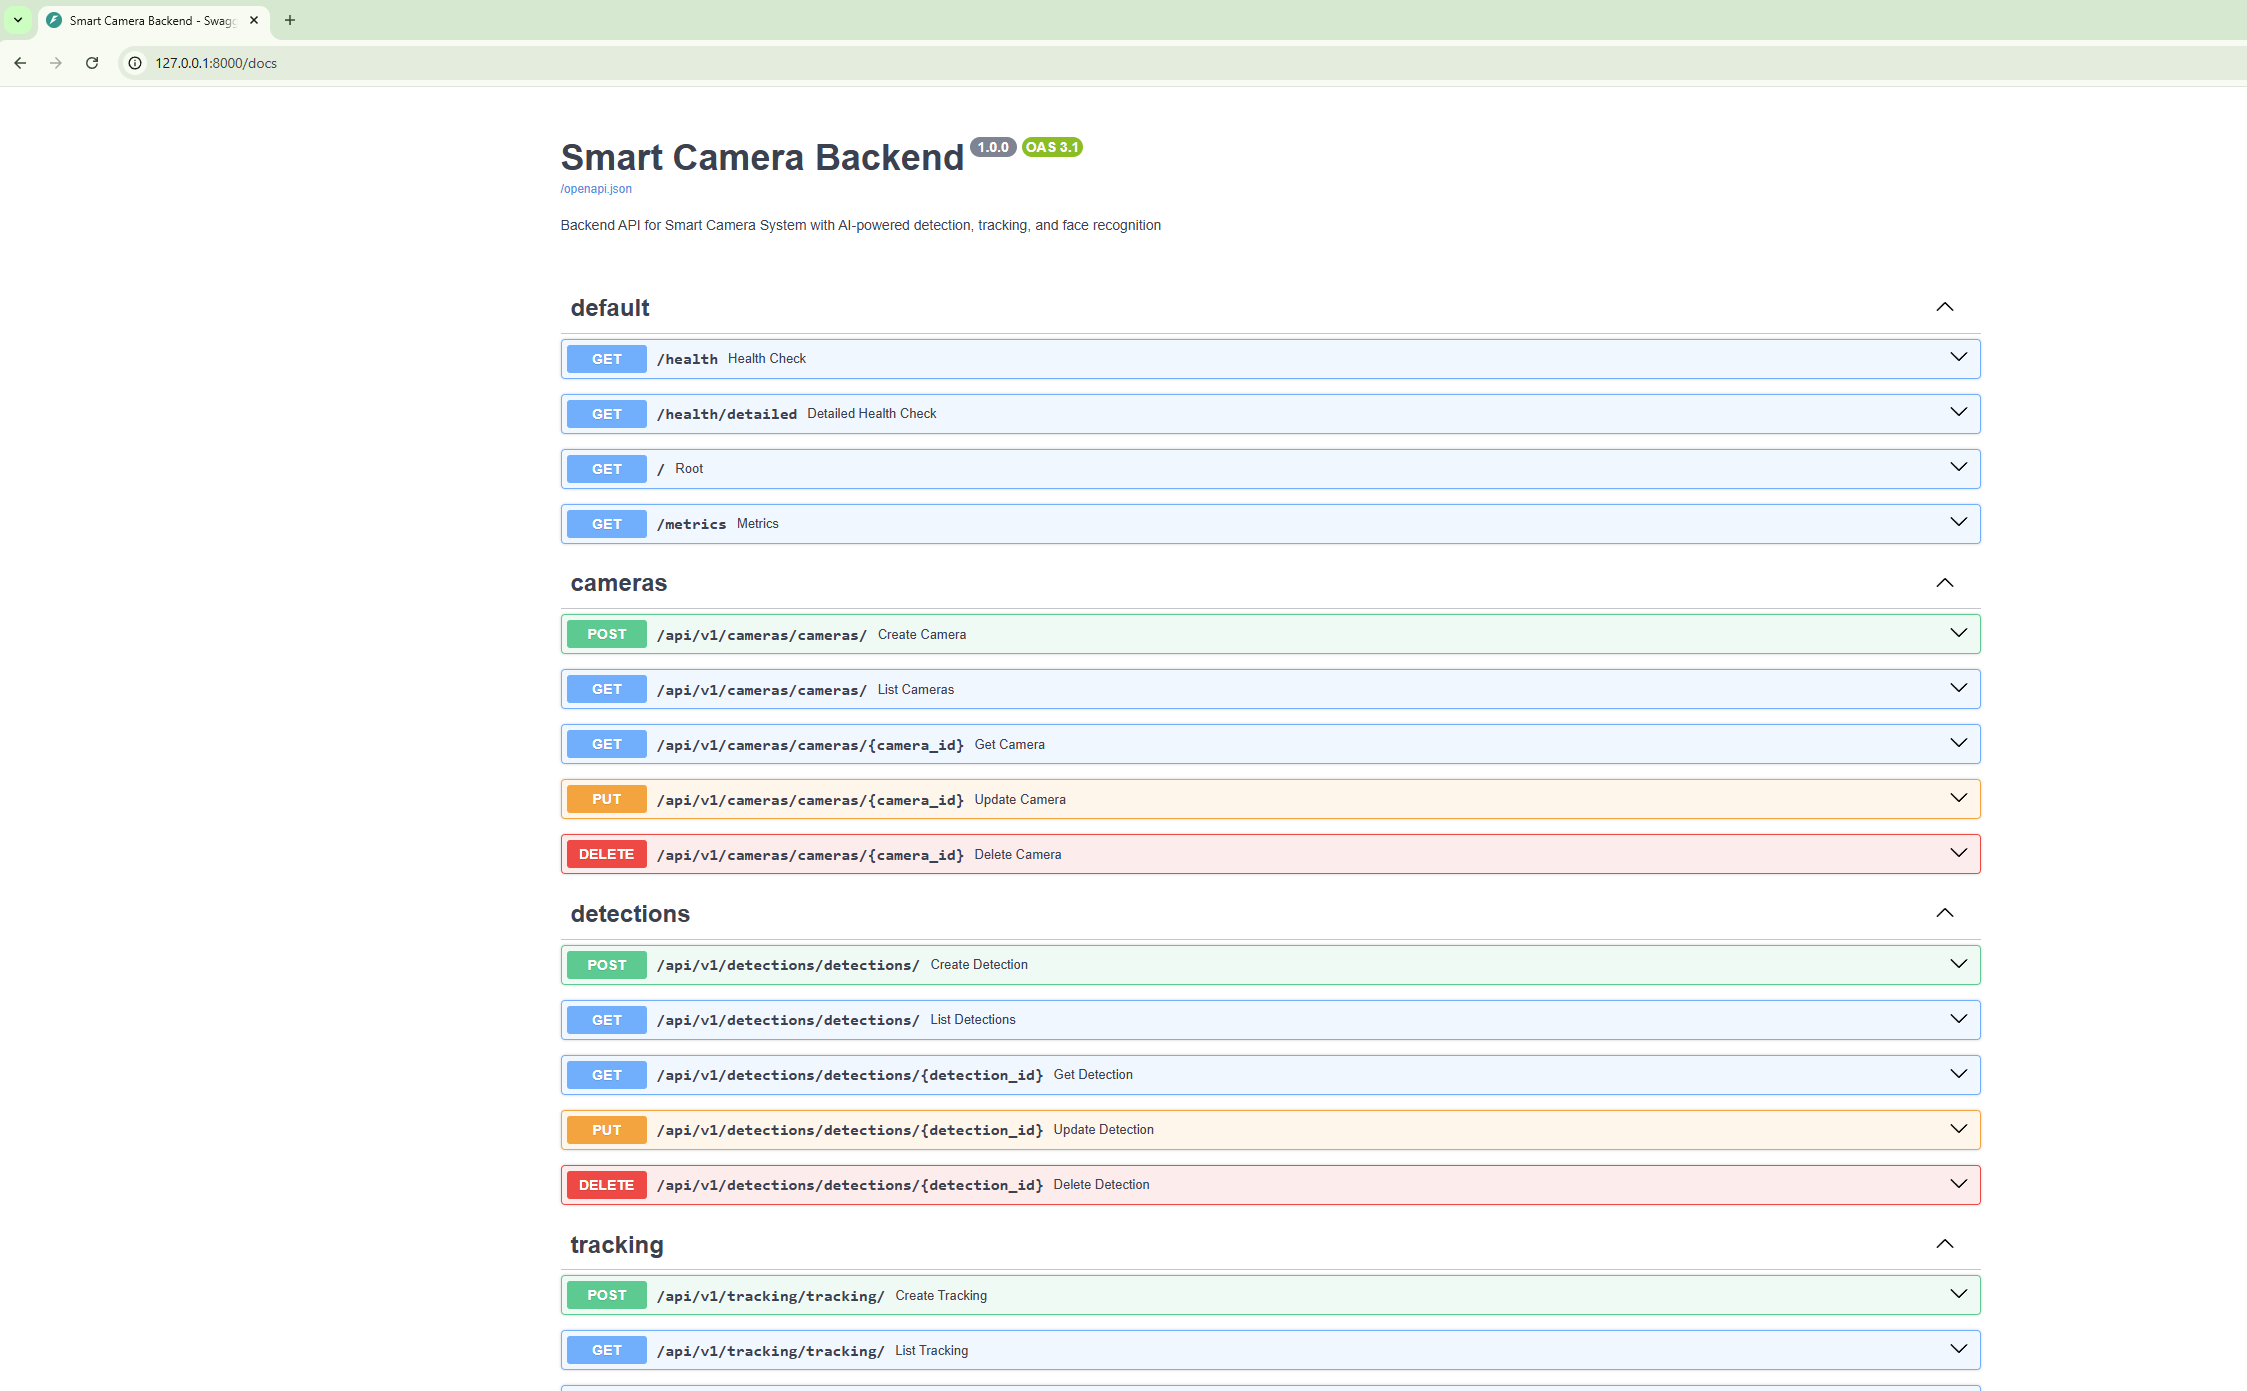 Smart Camera Backend - Swag
127.0.0.1:8000/docs
Smart Camera Backend 1.0.0 OAS 3.1
/openapi.json
Backend API for Smart Camera System with AI-powered detection, tracking, and face recognition
default
GET /health Health Check
GET /health/detailed Detailed Health Check
GET / Root
GET /metrics Metrics
cameras
POST /api/v1/cameras/cameras/ Create Camera
GET /api/v1/cameras/cameras/ List Cameras
GET /api/v1/cameras/cameras/{camera_id} Get Camera
PUT /api/v1/cameras/cameras/{camera_id} Update Camera
DELETE /api/v1/cameras/cameras/{camera_id} Delete Camera
detections
POST /api/v1/detections/detections/ Create Detection
GET /api/v1/detections/detections/ List Detections
GET /api/v1/detections/detections/{detection_id} Get Detection
PUT /api/v1/detections/detections/{detection_id} Update Detection
DELETE /api/v1/detections/detections/{detection_id} Delete Detection
tracking
POST /api/v1/tracking/tracking/ Create Tracking
GET /api/v1/tracking/tracking/ List Tracking